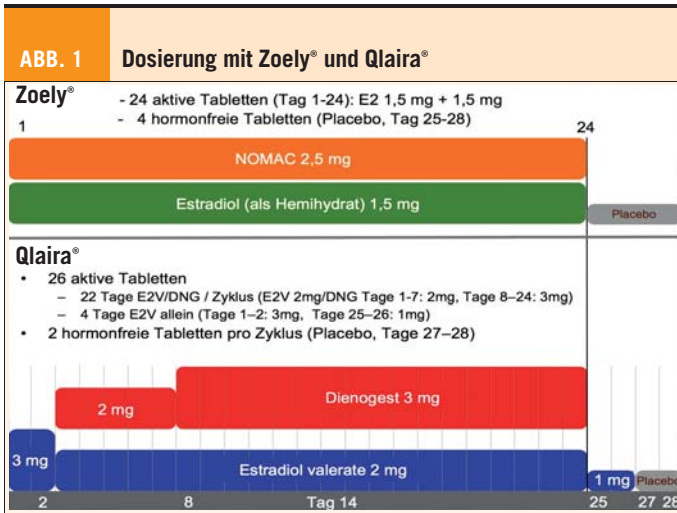 ABB. 1 Dosierung mit Zoely® und Qlaira®
Zoely®
- 24 aktive Tabletten (Tag 1-24): E2 1,5 mg + 1,5 mg
- 4 hormonfreie Tabletten (Placebo, Tag 25-28)
1 24
NOMAC 2,5 mg
Estradiol (als Hemihydrat) 1,5 mg
Placebo
Qlaira®
• 26 aktive Tabletten
– 22 Tage E2V/DNG / Zyklus (E2V 2mg/DNG Tage 1-7: 2mg, Tage 8–24: 3mg)
– 4 Tage E2V allein (Tage 1–2: 3mg, Tage 25–26: 1mg)
• 2 hormonfreie Tabletten pro Zyklus (Placebo, Tage 27–28)
Dienogest 3 mg
2 mg
3 mg
Estradiol valerate 2 mg
1 mg Placebo
2 8 Tag 14 25 27 28